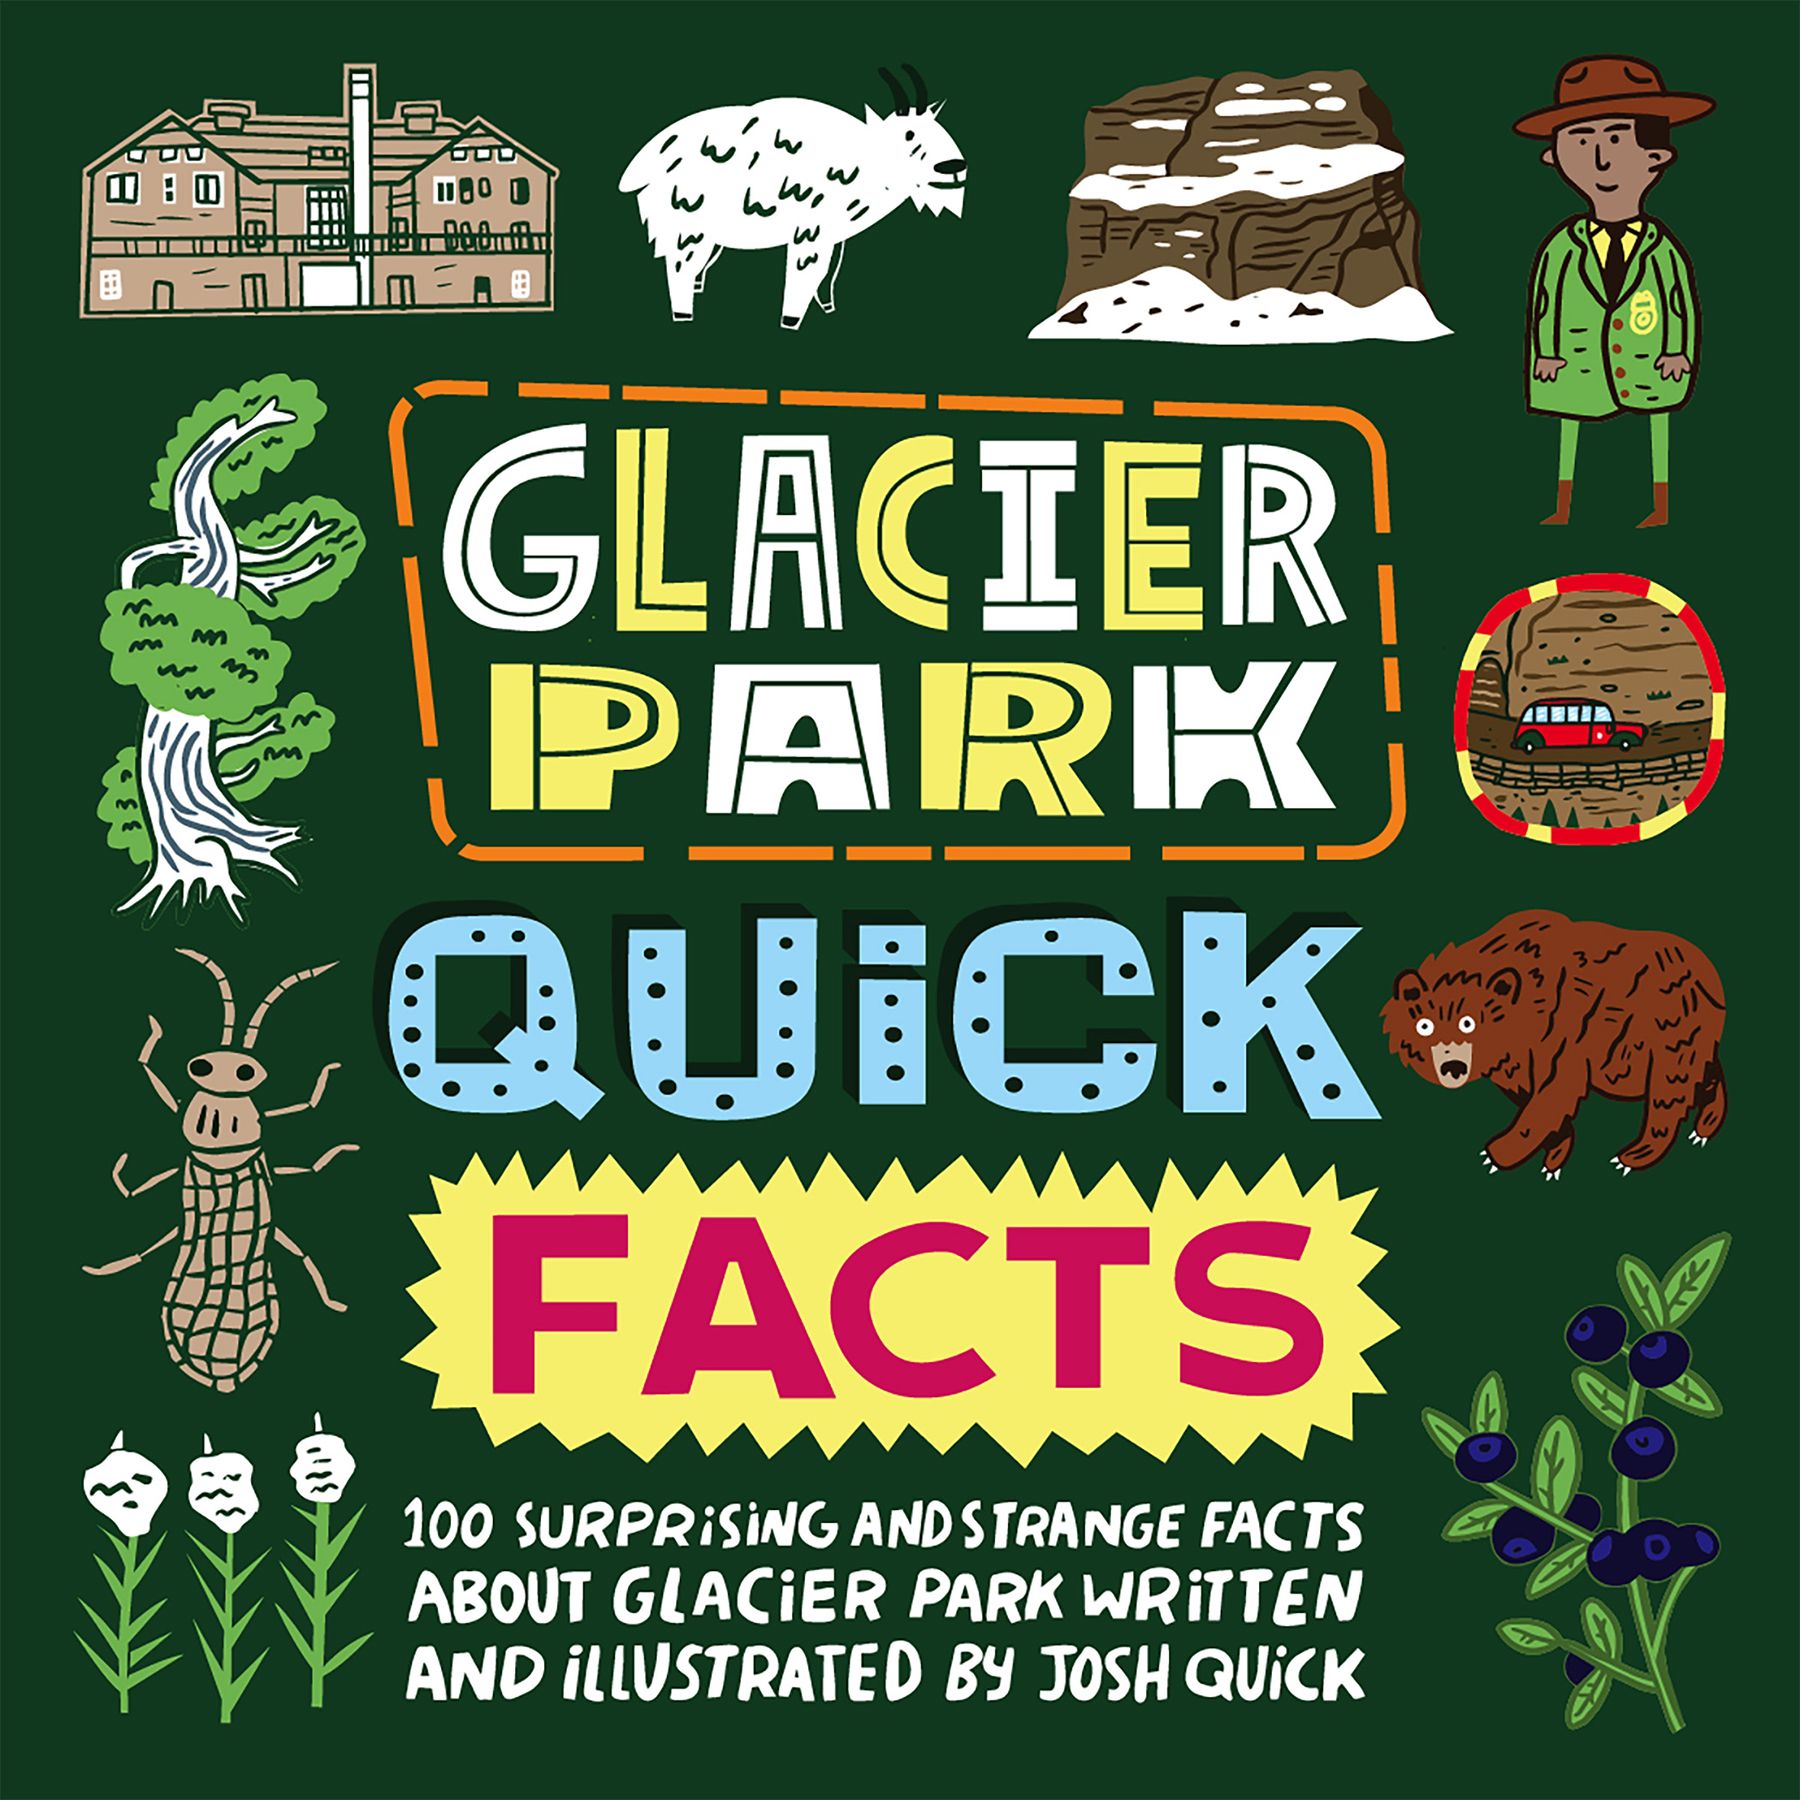 GLACIER
PARK
QUiCK
FACTS
100 SURPRiSiNG AND STRANGE FACTS
ABOUT GLACiER PARK WRiTTEN
AND iLLUSTRATED BY JOSH QUiCK